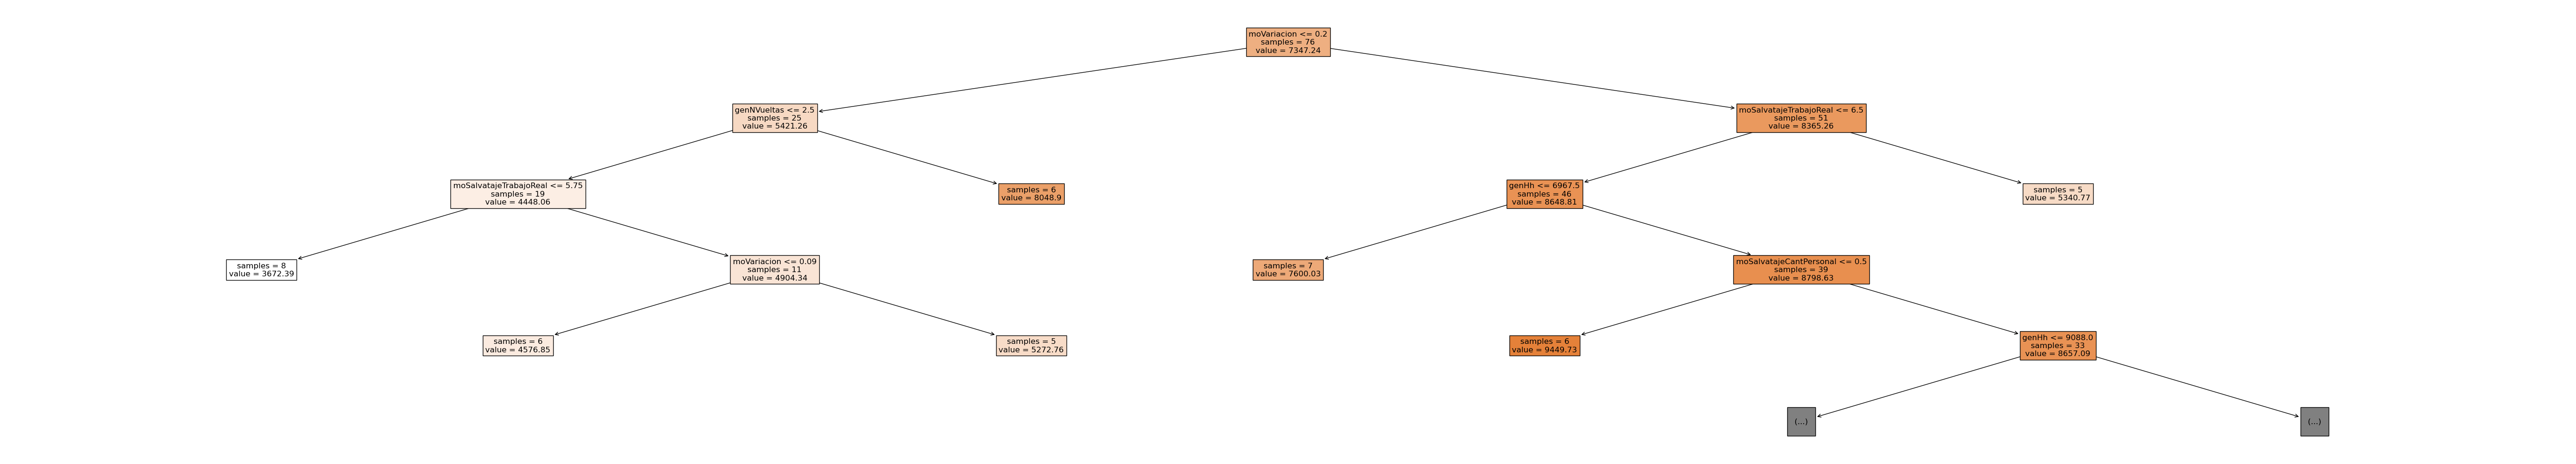 moVariacion <= 0.2
samples = 76
value = 7347.24
genNVueltas <= 2.5
samples = 25
value = 5421.26
moSalvatajeTrabajoReal <= 6.5
samples = 51
value = 8365.26
moSalvatajeTrabajoReal <= 5.75
samples = 19
value = 4448.06
samples = 6
value = 8048.9
genHh <= 6967.5
samples = 46
value = 8648.81
samples = 5
value = 5340.77
samples = 8
value = 3672.39
moVariacion <= 0.09
samples = 11
value = 4904.34
samples = 7
value = 7600.03
moSalvatajeCantPersonal <= 0.5
samples = 39
value = 8798.63
samples = 6
value = 4576.85
samples = 5
value = 5272.76
samples = 6
value = 9449.73
genHh <= 9088.0
samples = 33
value = 8657.09
(...)
(...)